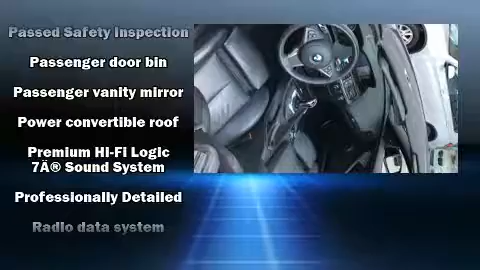 Passed Safety Inspection
Passenger door bin
Passenger vanity mirror
Power convertible roof
Premium Hi-Fi Logic
7Â® Sound System
Professionally Detailed
Radio data system